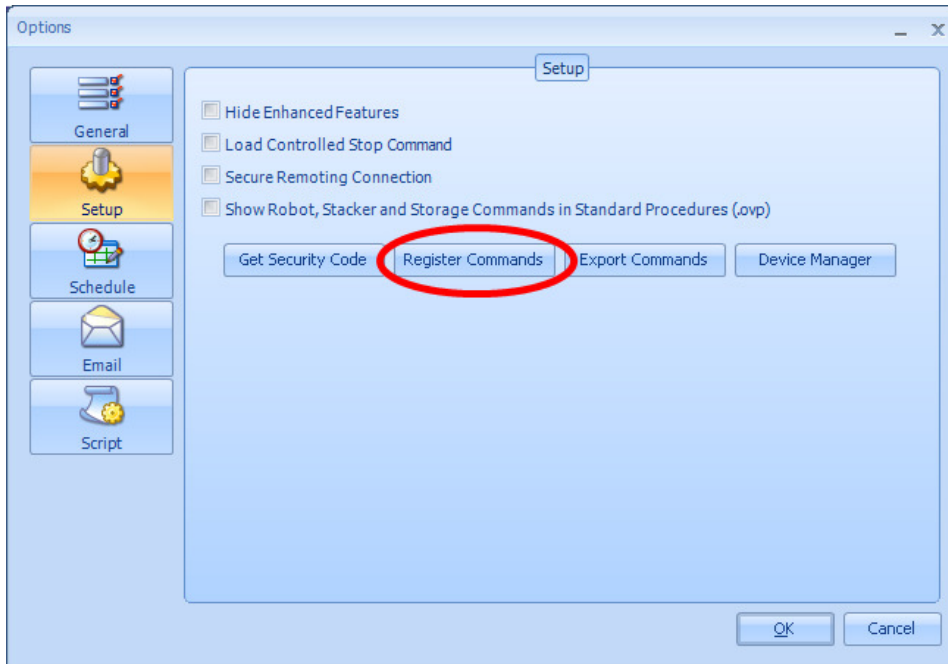 Options
General
Setup
Schedule
Email
Script
Setup
Hide Enhanced Features
Load Controlled Stop Command
Secure Remoting Connection
Show Robot, Stacker and Storage Commands in Standard Procedures (.ovp)
Get Security Code Register Commands Export Commands Device Manager
OK Cancel